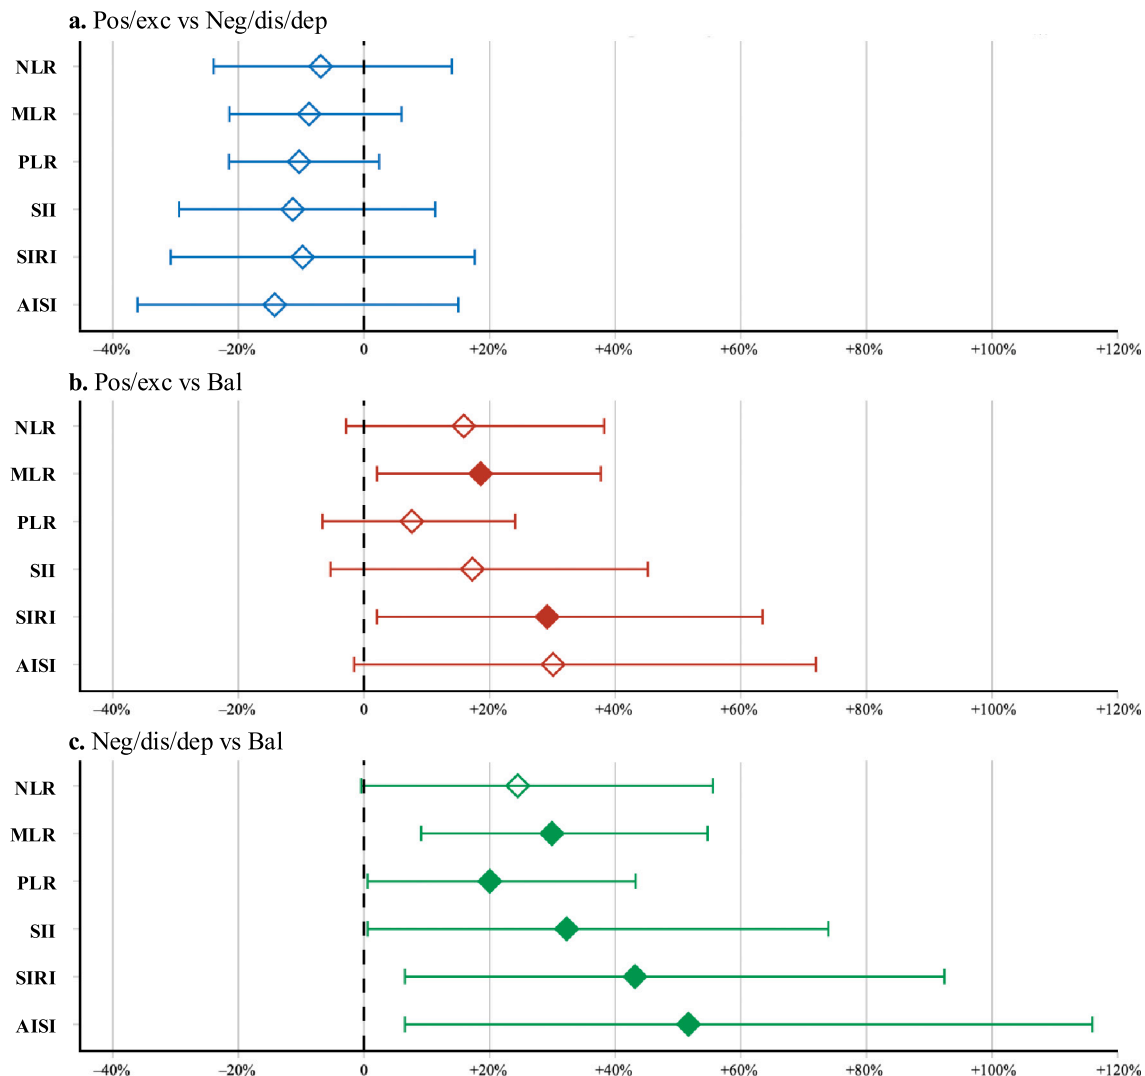 a. Pos/exc vs Neg/dis/dep
NLR
MLR
PLR
SII
SIRI
AISI
–40% –20% 0 +20% +40% +60% +80% +100% +120%
b. Pos/exc vs Bal
NLR
MLR
PLR
SII
SIRI
AISI
–40% –20% 0 +20% +40% +60% +80% +100% +120%
c. Neg/dis/dep vs Bal
NLR
MLR
PLR
SII
SIRI
AISI
–40% –20% 0 +20% +40% +60% +80% +100% +120%